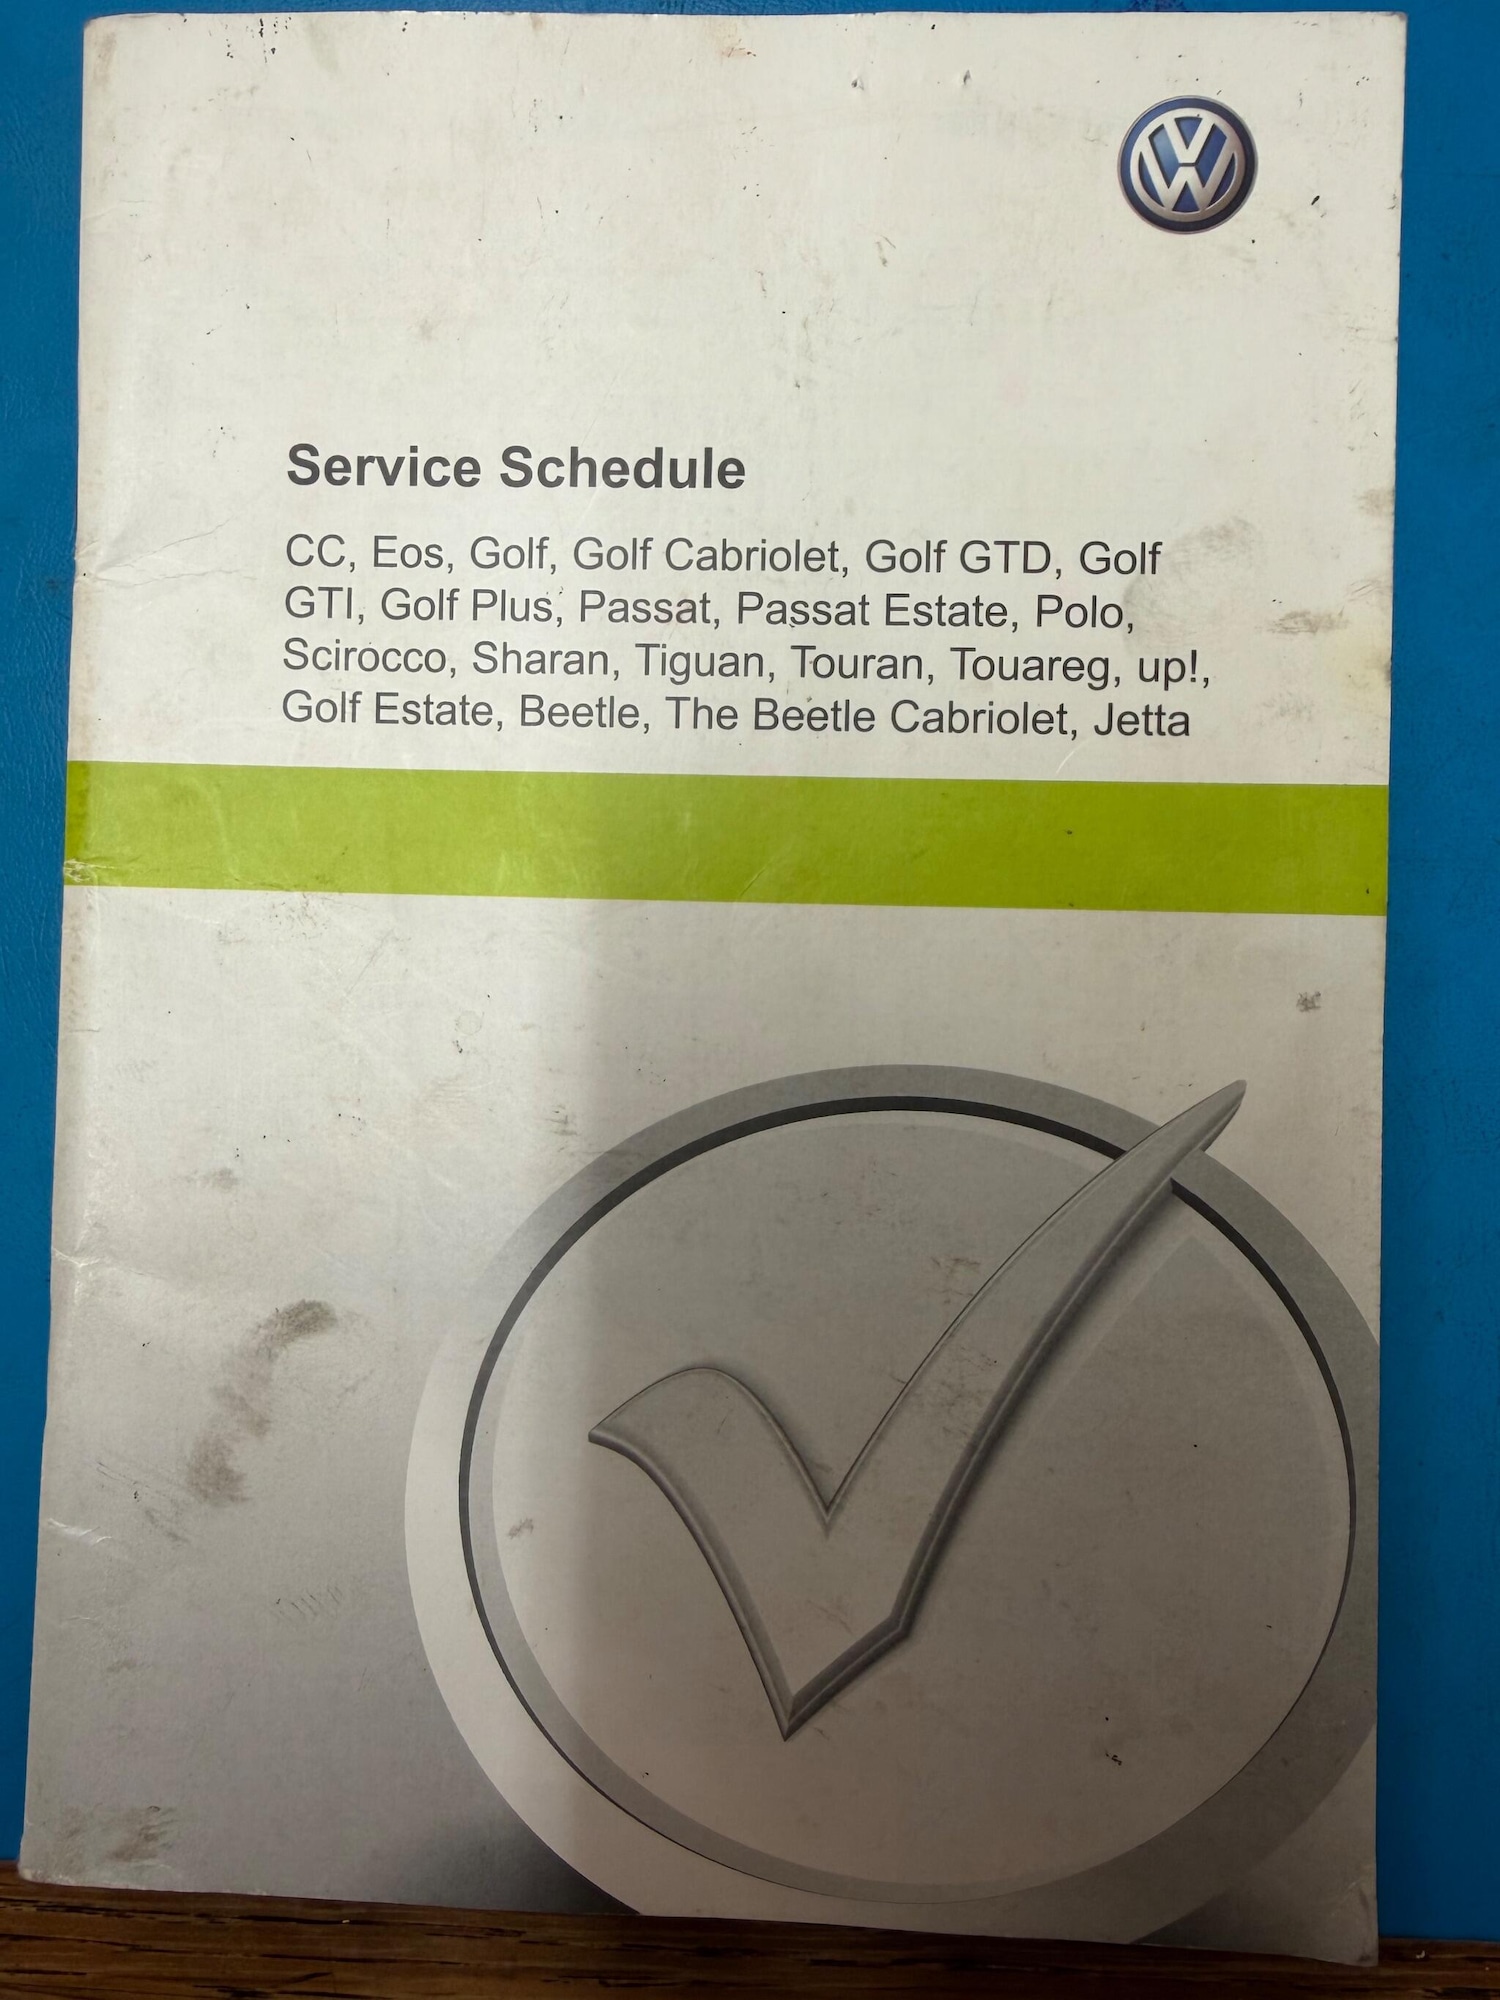 Service Schedule
CC, Eos, Golf, Golf Cabriolet, Golf GTD, Golf
GTI, Golf Plus, Passat, Passat Estate, Polo,
Scirocco, Sharan, Tiguan, Touran, Touareg, up!,
Golf Estate, Beetle, The Beetle Cabriolet, Jetta